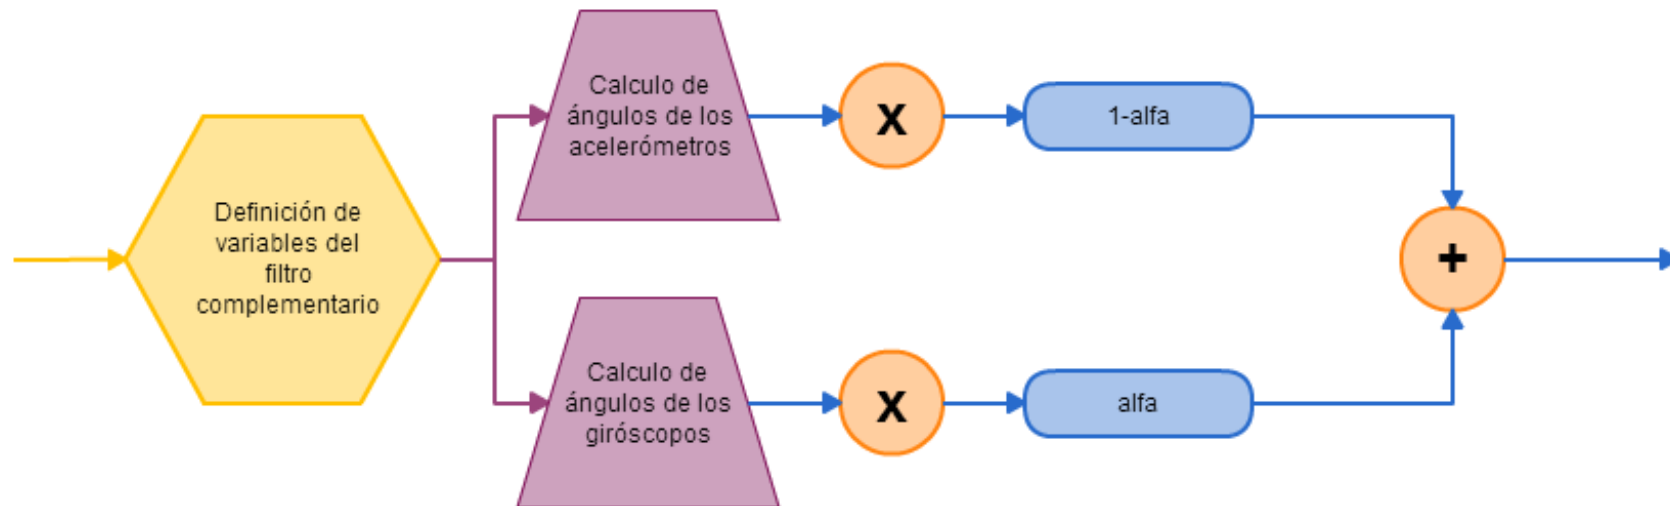 Definición de
variables del
filtro
complementario
Calculo de
ángulos de los
acelerómetros
x
1-alfa
Calculo de
ángulos de los
giróscopos
x
alfa
+